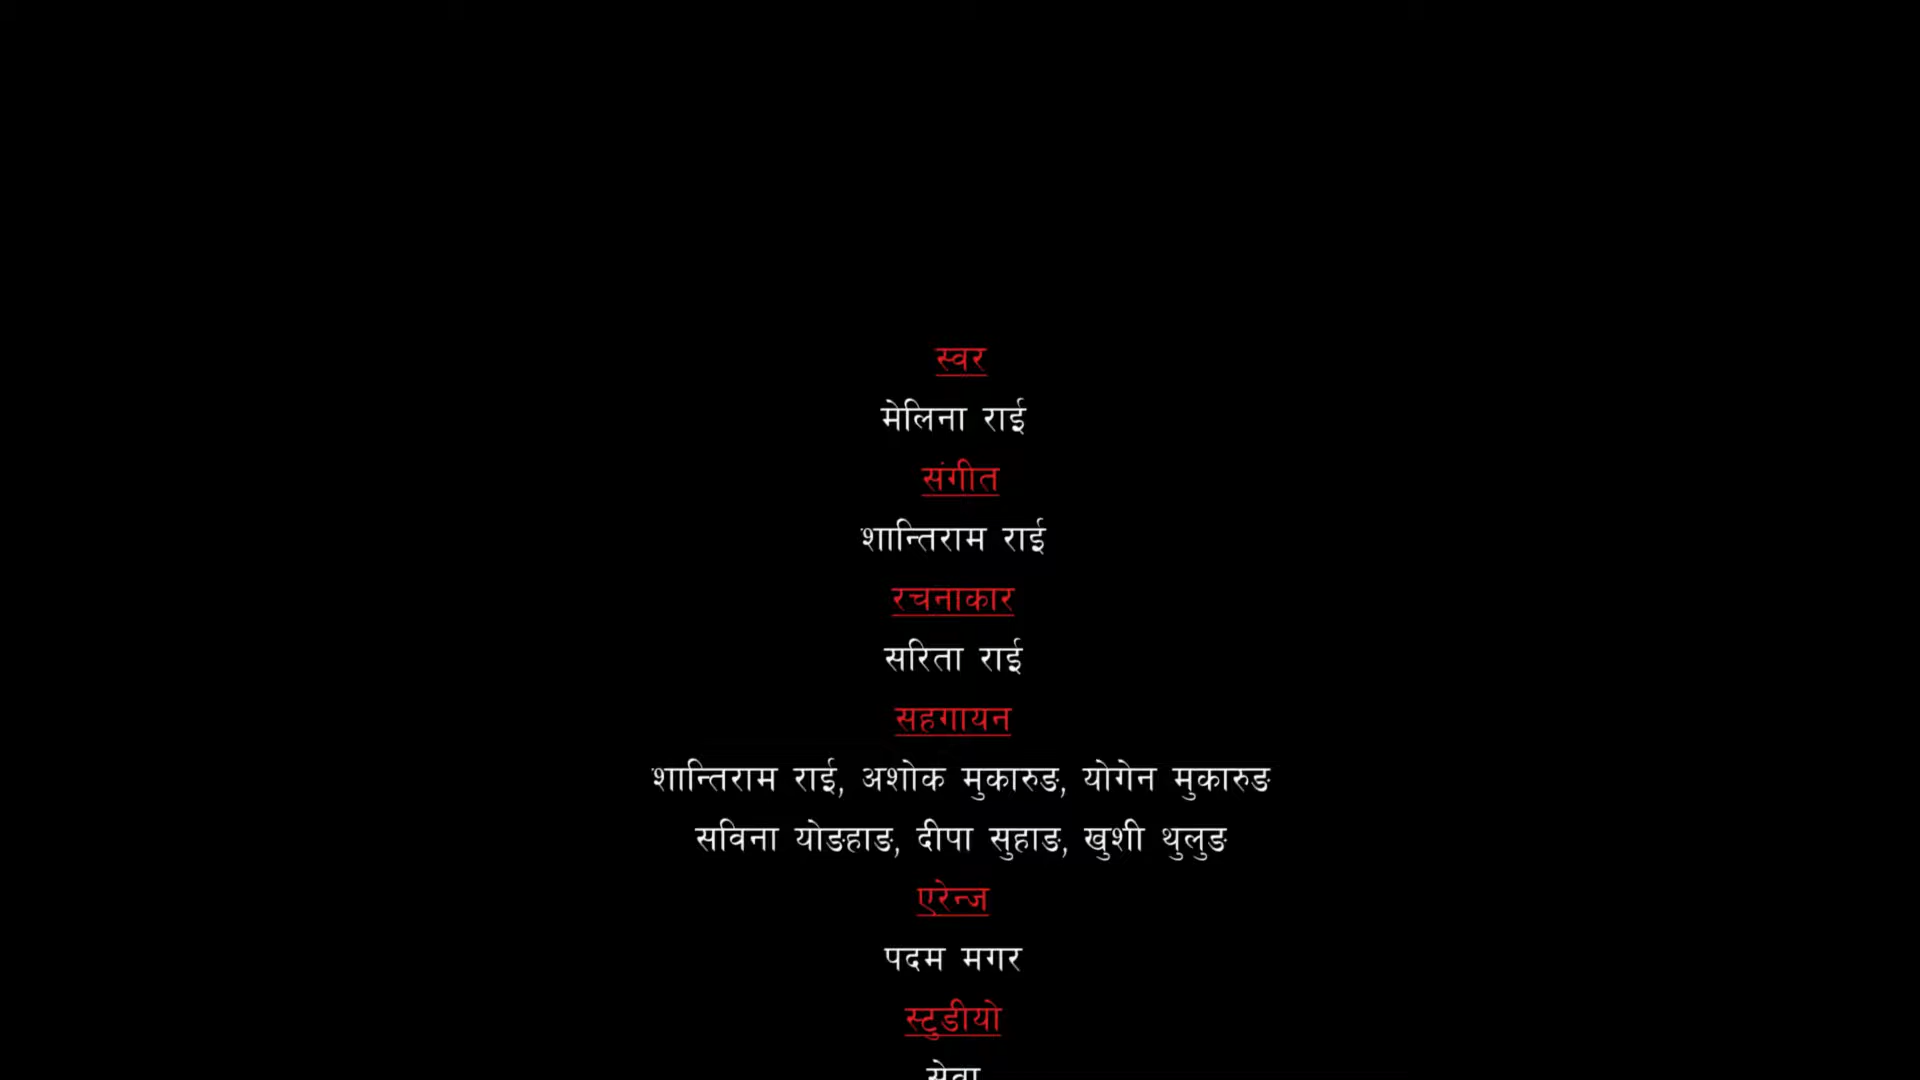 स्वर
मेलिना राई
संगीत
शान्तिराम राई
रचनाकार
सरिता राई
सहगायन
शान्तिराम राई, अशोक मुकारुङ, योगेन मुकारुङ
सविना योङहाङ, दीपा सुहाङ, खुशी थुलुङ
एरेन्ज
पदम मगर
स्टुडीयो
सेवा